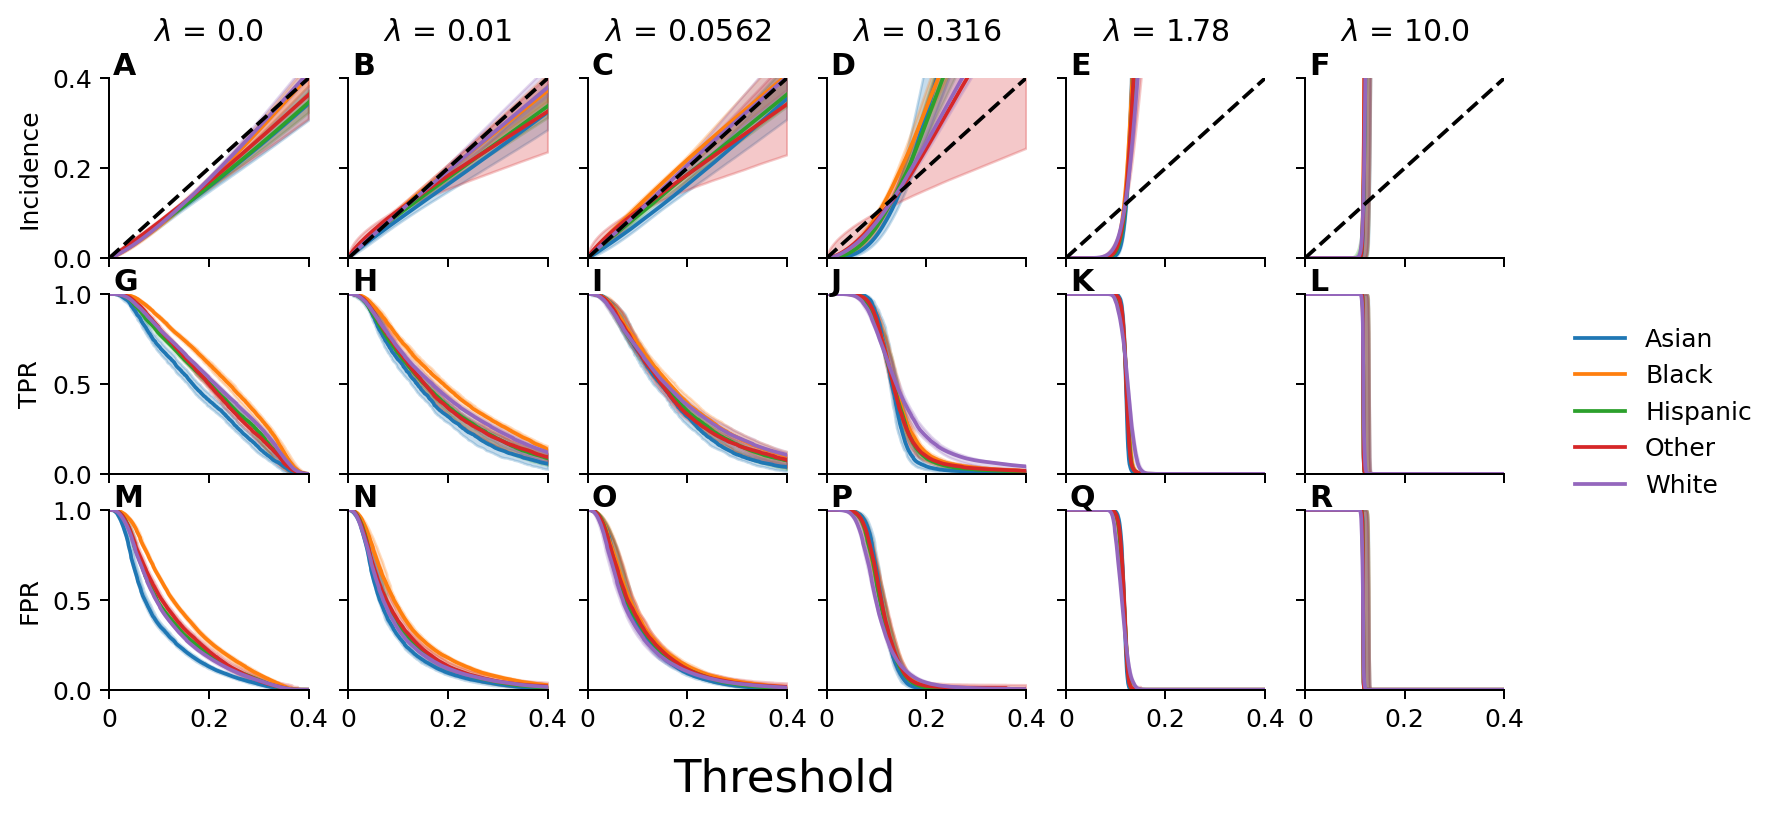 λ = 0.0 λ = 0.01 λ = 0.0562 λ = 0.316 λ = 1.78 λ = 10.0
A B C D E F
0.4
Incidence
0.2
0.0
G H I J K L
1.0
TPR
0.5
0.0
M N O P Q R
1.0
FPR
0.5
0.0
0 0.2 0.4 0 0.2 0.4 0 0.2 0.4 0 0.2 0.4 0 0.2 0.4 0 0.2 0.4
Threshold
Asian
Black
Hispanic
Other
White